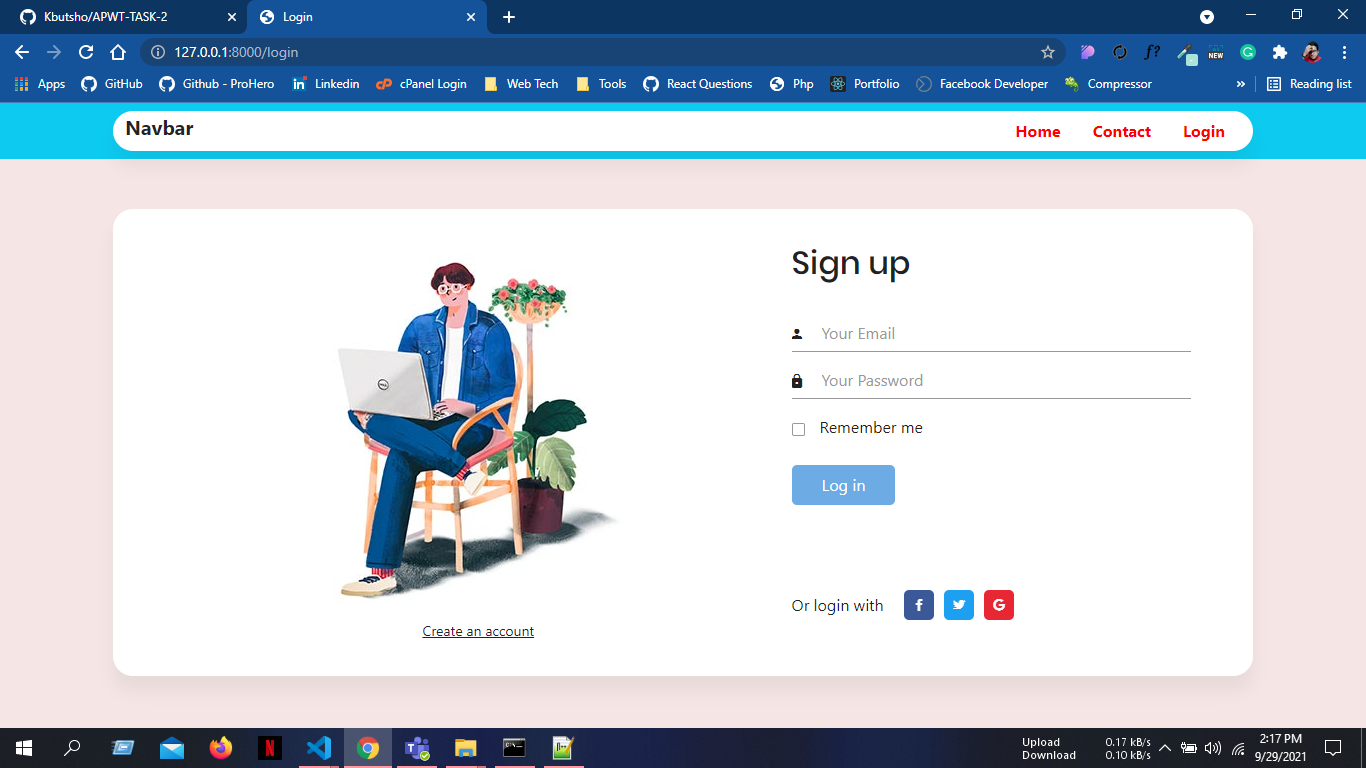 Kbutsho/APWT-TASK-2
Login
127.0.0.1:8000/login
f?
NEW
Apps
GitHub
Github - ProHero
Linkedin
cPanel Login
Web Tech
Tools
React Questions
Php
Portfolio
Facebook Developer
Compressor
»
Reading list
Navbar
Home
Contact
Login
Sign up
Your Email
Your Password
Remember me
Log in
Or login with
Create an account
DELL
Upload 0.17 kB/s
Download 0.10 kB/s
2:17 PM
9/29/2021